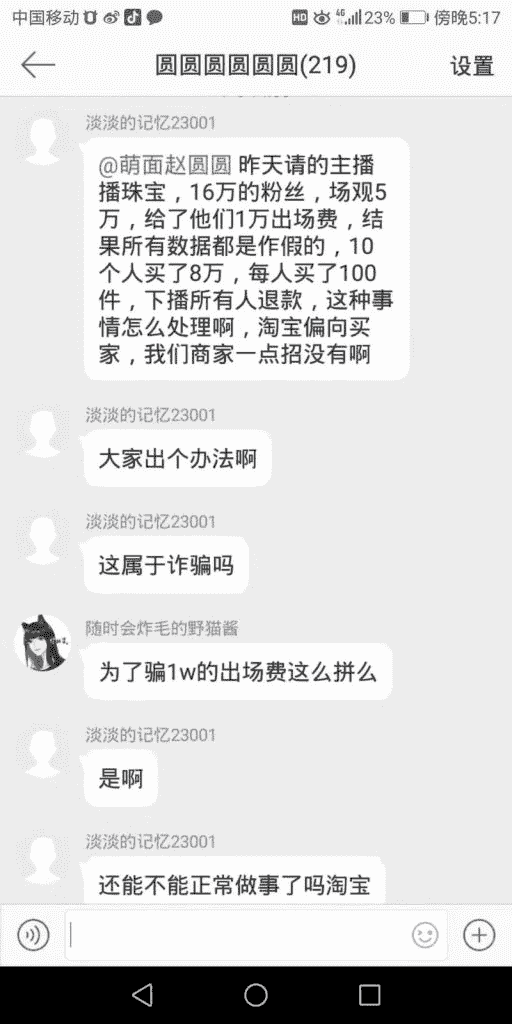 中国移动 HD 4G 23% 傍晚5:17
圆圆圆圆圆圆(219) 设置
淡淡的记忆23001
@萌面赵圆圆 昨天请的主播
播珠宝，16万的粉丝，场观5
万，给了他们1万出场费，结
果所有数据都是作假的，10
个人买了8万，每人买了100
件，下播所有人退款，这种事
情怎么处理啊，淘宝偏向买
家，我们商家一点招没有啊
淡淡的记忆23001
大家出个办法啊
淡淡的记忆23001
这属于诈骗吗
随时会炸毛的野猫酱
为了骗1w的出场费这么拼么
淡淡的记忆23001
是啊
淡淡的记忆23001
还能不能正常做事了吗淘宝